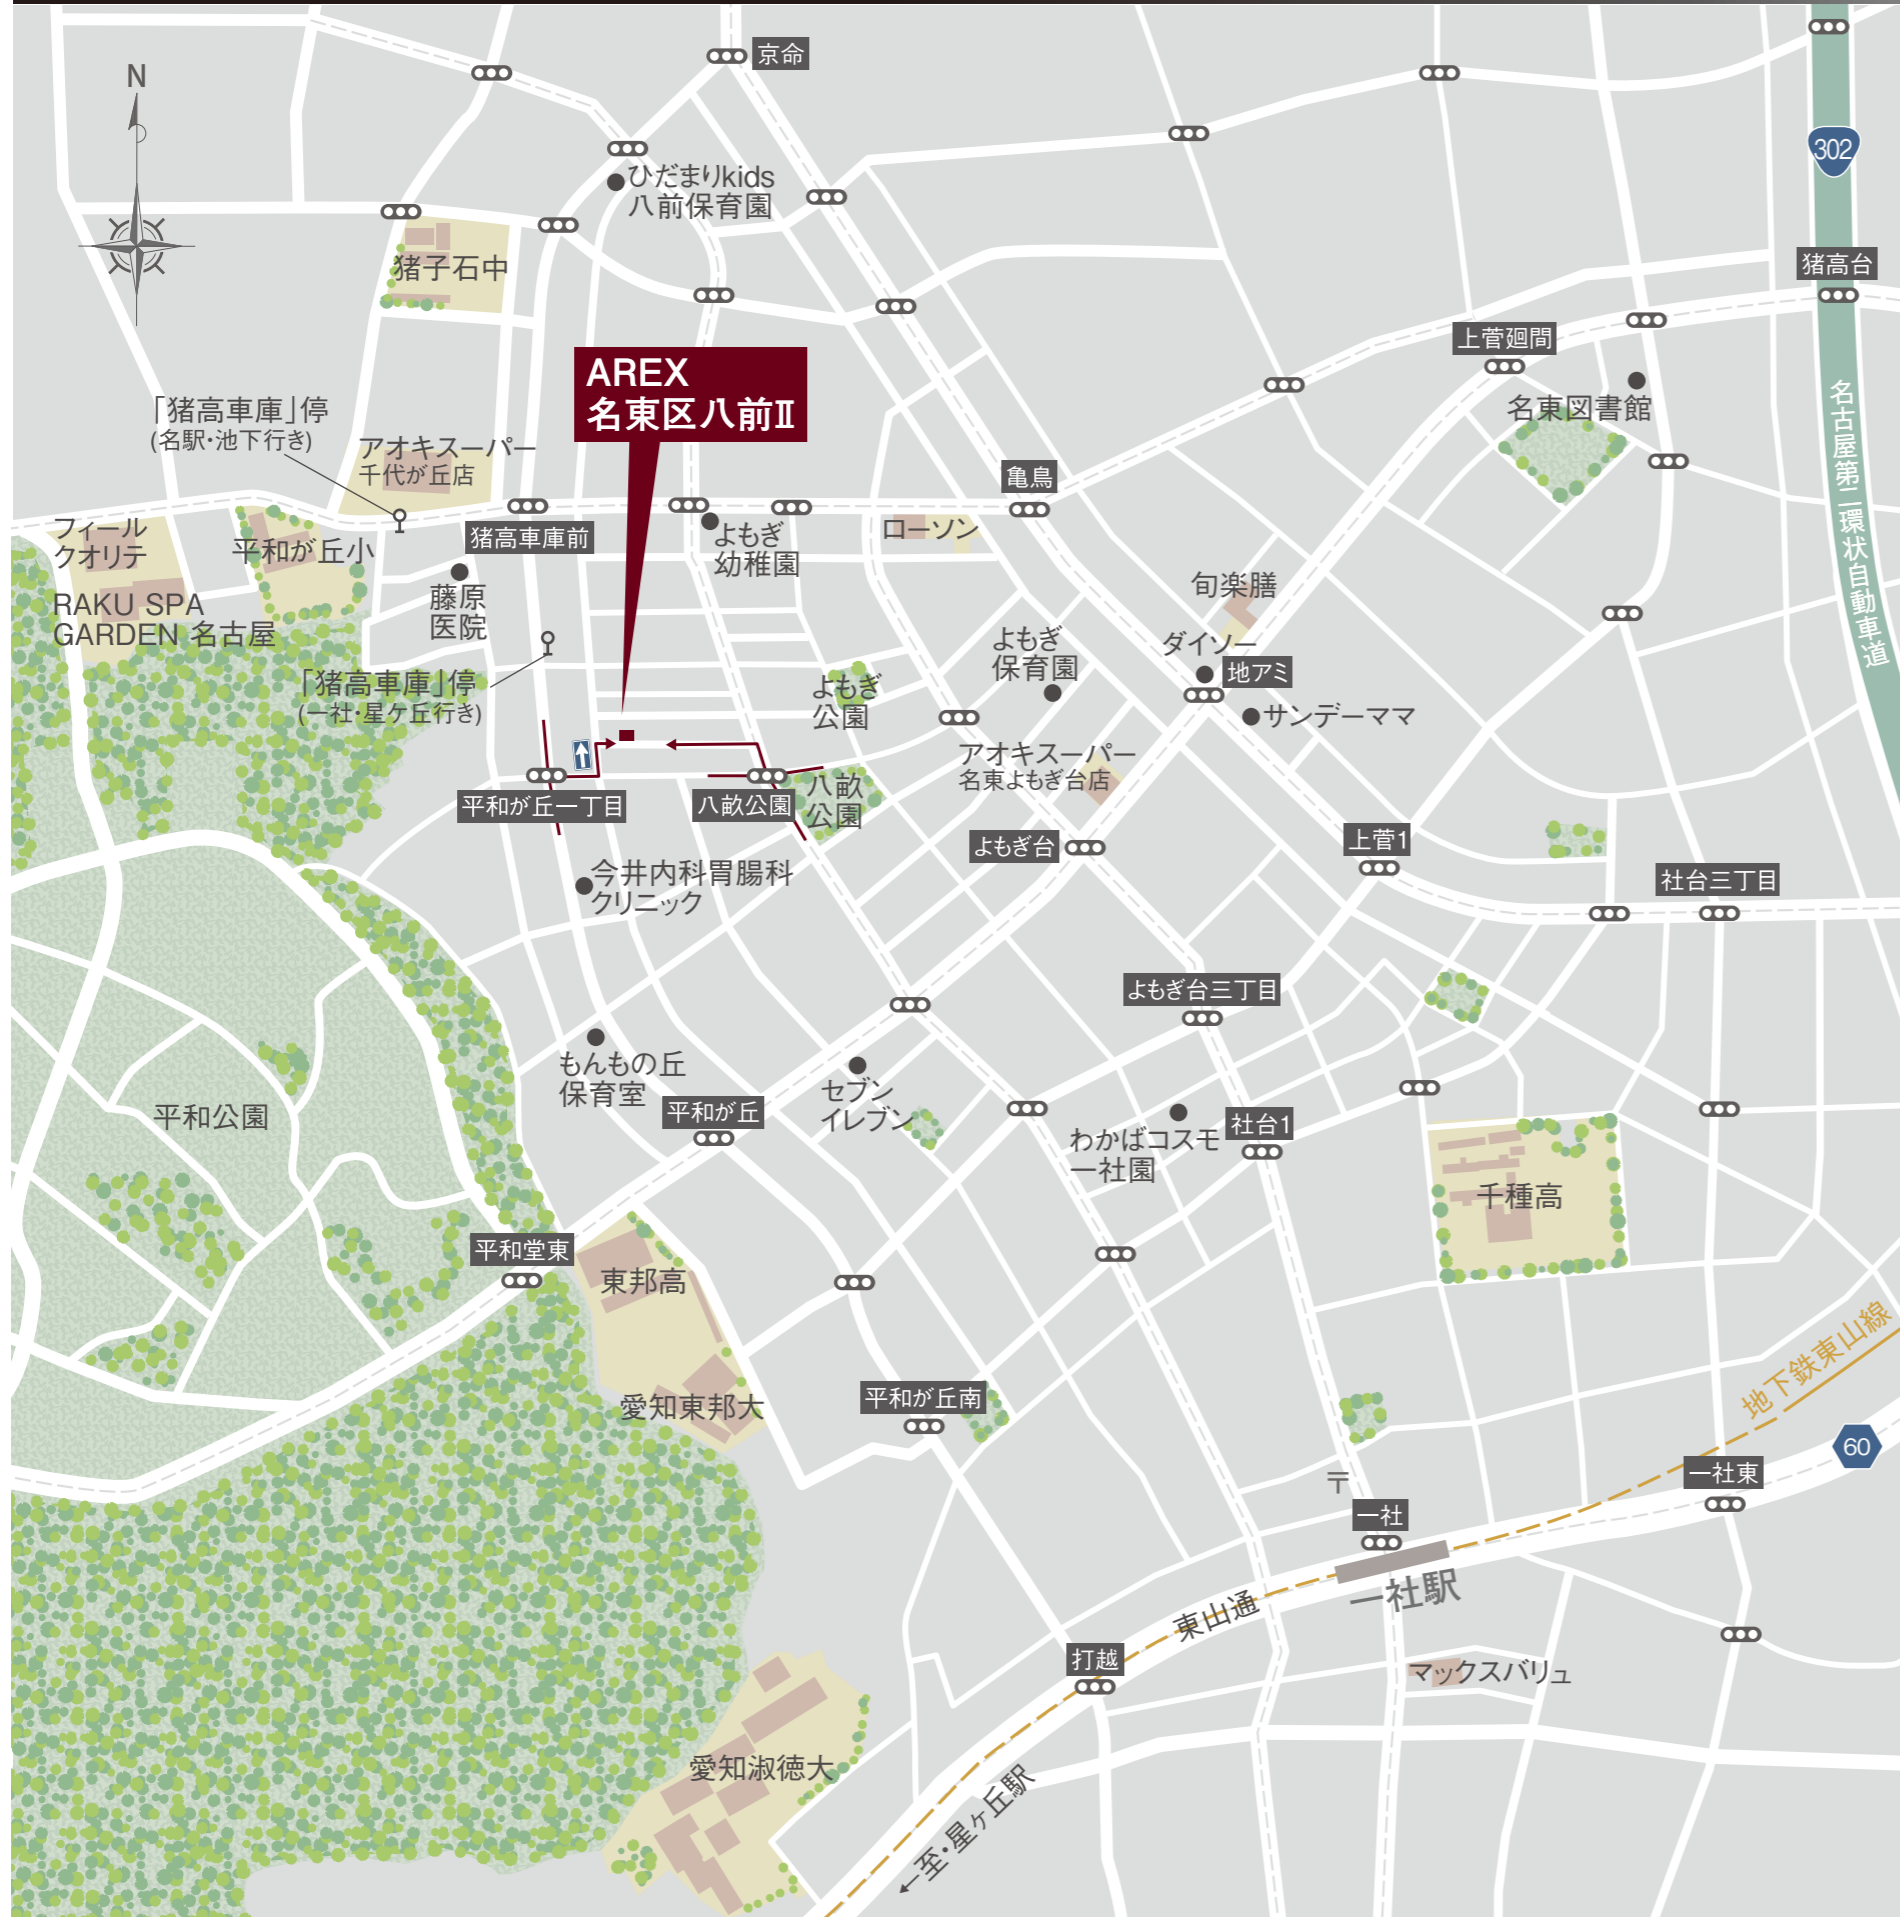 京命
N
302
ひだまりkids
八前保育園
猪子石中
猪高台
上菅廻間
AREX
名東区八前Ⅱ
「猪高車庫」停
(名駅・池下行き)
アオキスーパー
千代が丘店
名東図書館
名古屋第二環状自動車道
亀鳥
フィール
クオリテ
平和が丘小
猪高車庫前
よもぎ
幼稚園
ローソン
藤原
医院
旬楽膳
RAKU SPA
GARDEN 名古屋
よもぎ
保育園
ダイソー
地アミ
「猪高車庫」停
(一社・星ケ丘行き)
よもぎ
公園
サンデーママ
アオキスーパー
名東よもぎ台店
平和が丘一丁目
八畝公園
八畝
公園
よもぎ台
上菅1
今井内科胃腸科
クリニック
社台三丁目
よもぎ台三丁目
もんもの丘
保育室
セブン
イレブン
平和が丘
平和公園
わかばコスモ
一社園
社台1
千種高
平和堂東
東邦高
地下鉄東山線
愛知東邦大
平和が丘南
60
〒
一社東
一社
一社駅
東山通
打越
マックスバリュ
愛知淑徳大
←至・星ヶ丘駅